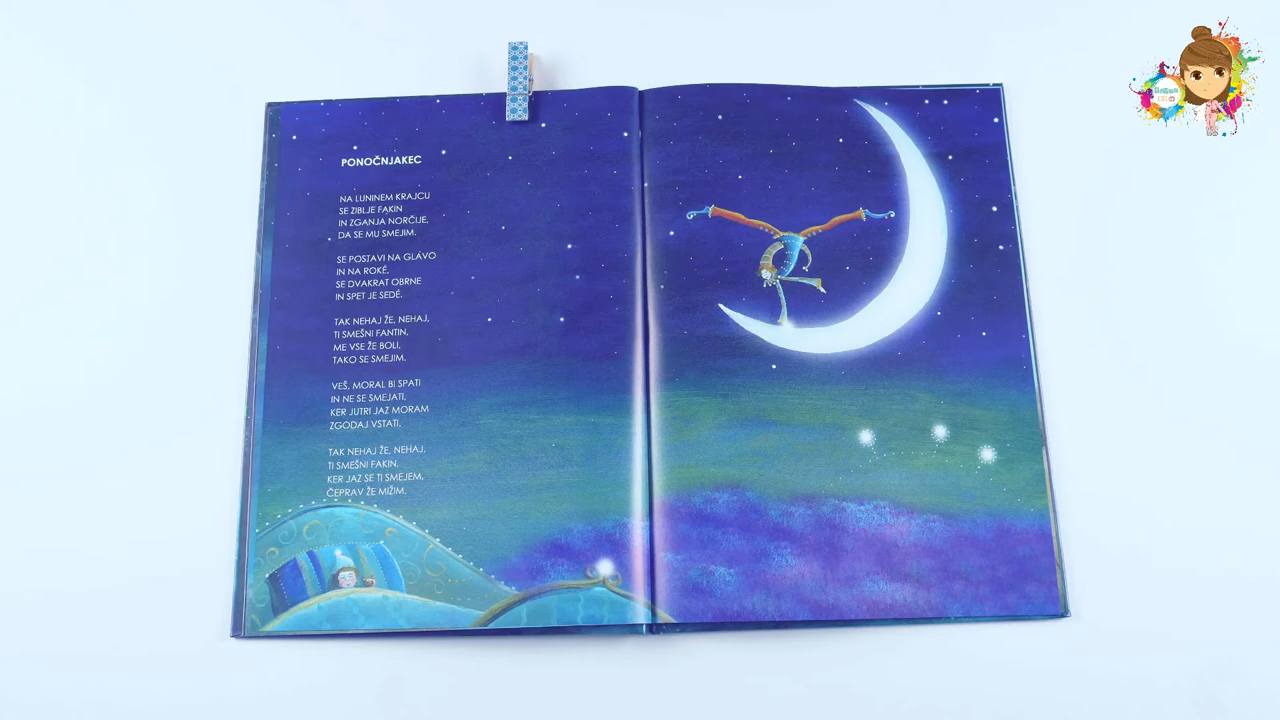 PONOČNJAKEC
NA LUNINEM KRAJCU
SE ZIBLJE FAKIN
IN ZGANJA NORČIJE,
DA SE MU SMEJIM.
SE POSTAVI NA GLAVO
IN NA ROKÉ,
SE DVAKRAT OBRNE
IN SPET JE SEDÉ.
TAK NEHAJ ŽE, NEHAJ,
TI SMEŠNI FANTIN,
ME VSE ŽE BOLI,
TAKO SE SMEJIM.
VEŠ, MORAL BI SPATI
IN NE SE SMEJATI,
KER JUTRI JAZ MORAM
ZGODAJ VSTATI.
TAK NEHAJ ŽE, NEHAJ,
TI SMEŠNI FAKIN,
KER JAZ SE TI SMEJEM,
ČEPRAV ŽE MIŽIM.